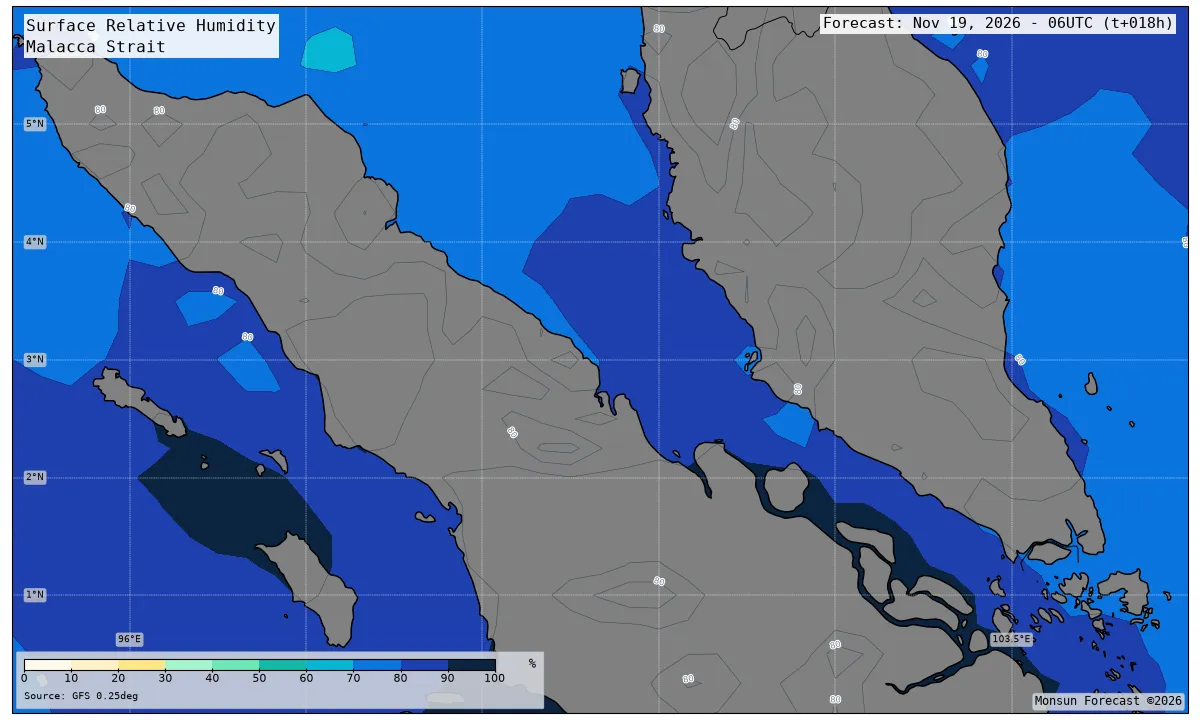 Surface Relative Humidity
Malacca Strait
Forecast: Nov 19, 2026 - 06UTC (t+018h)
80
80
80
80
80
5°N
80
4°N
80
80
3°N
80
80
80
2°N
80
1°N
96°E
103.5°E
80
80
80
0 10 20 30 40 50 60 70 80 90 100
%
Source: GFS 0.25deg
Monsun Forecast ©2026